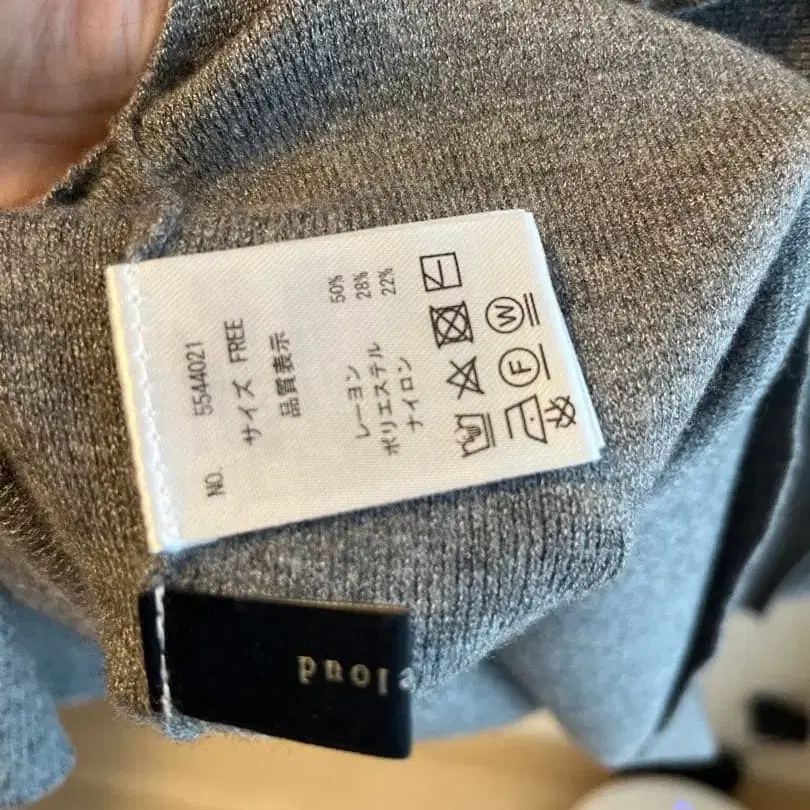 NO. 5544021
サイズ FREE
品質表示
レーヨン 50%
ポリエステル 28%
ナイロン 22%
F W